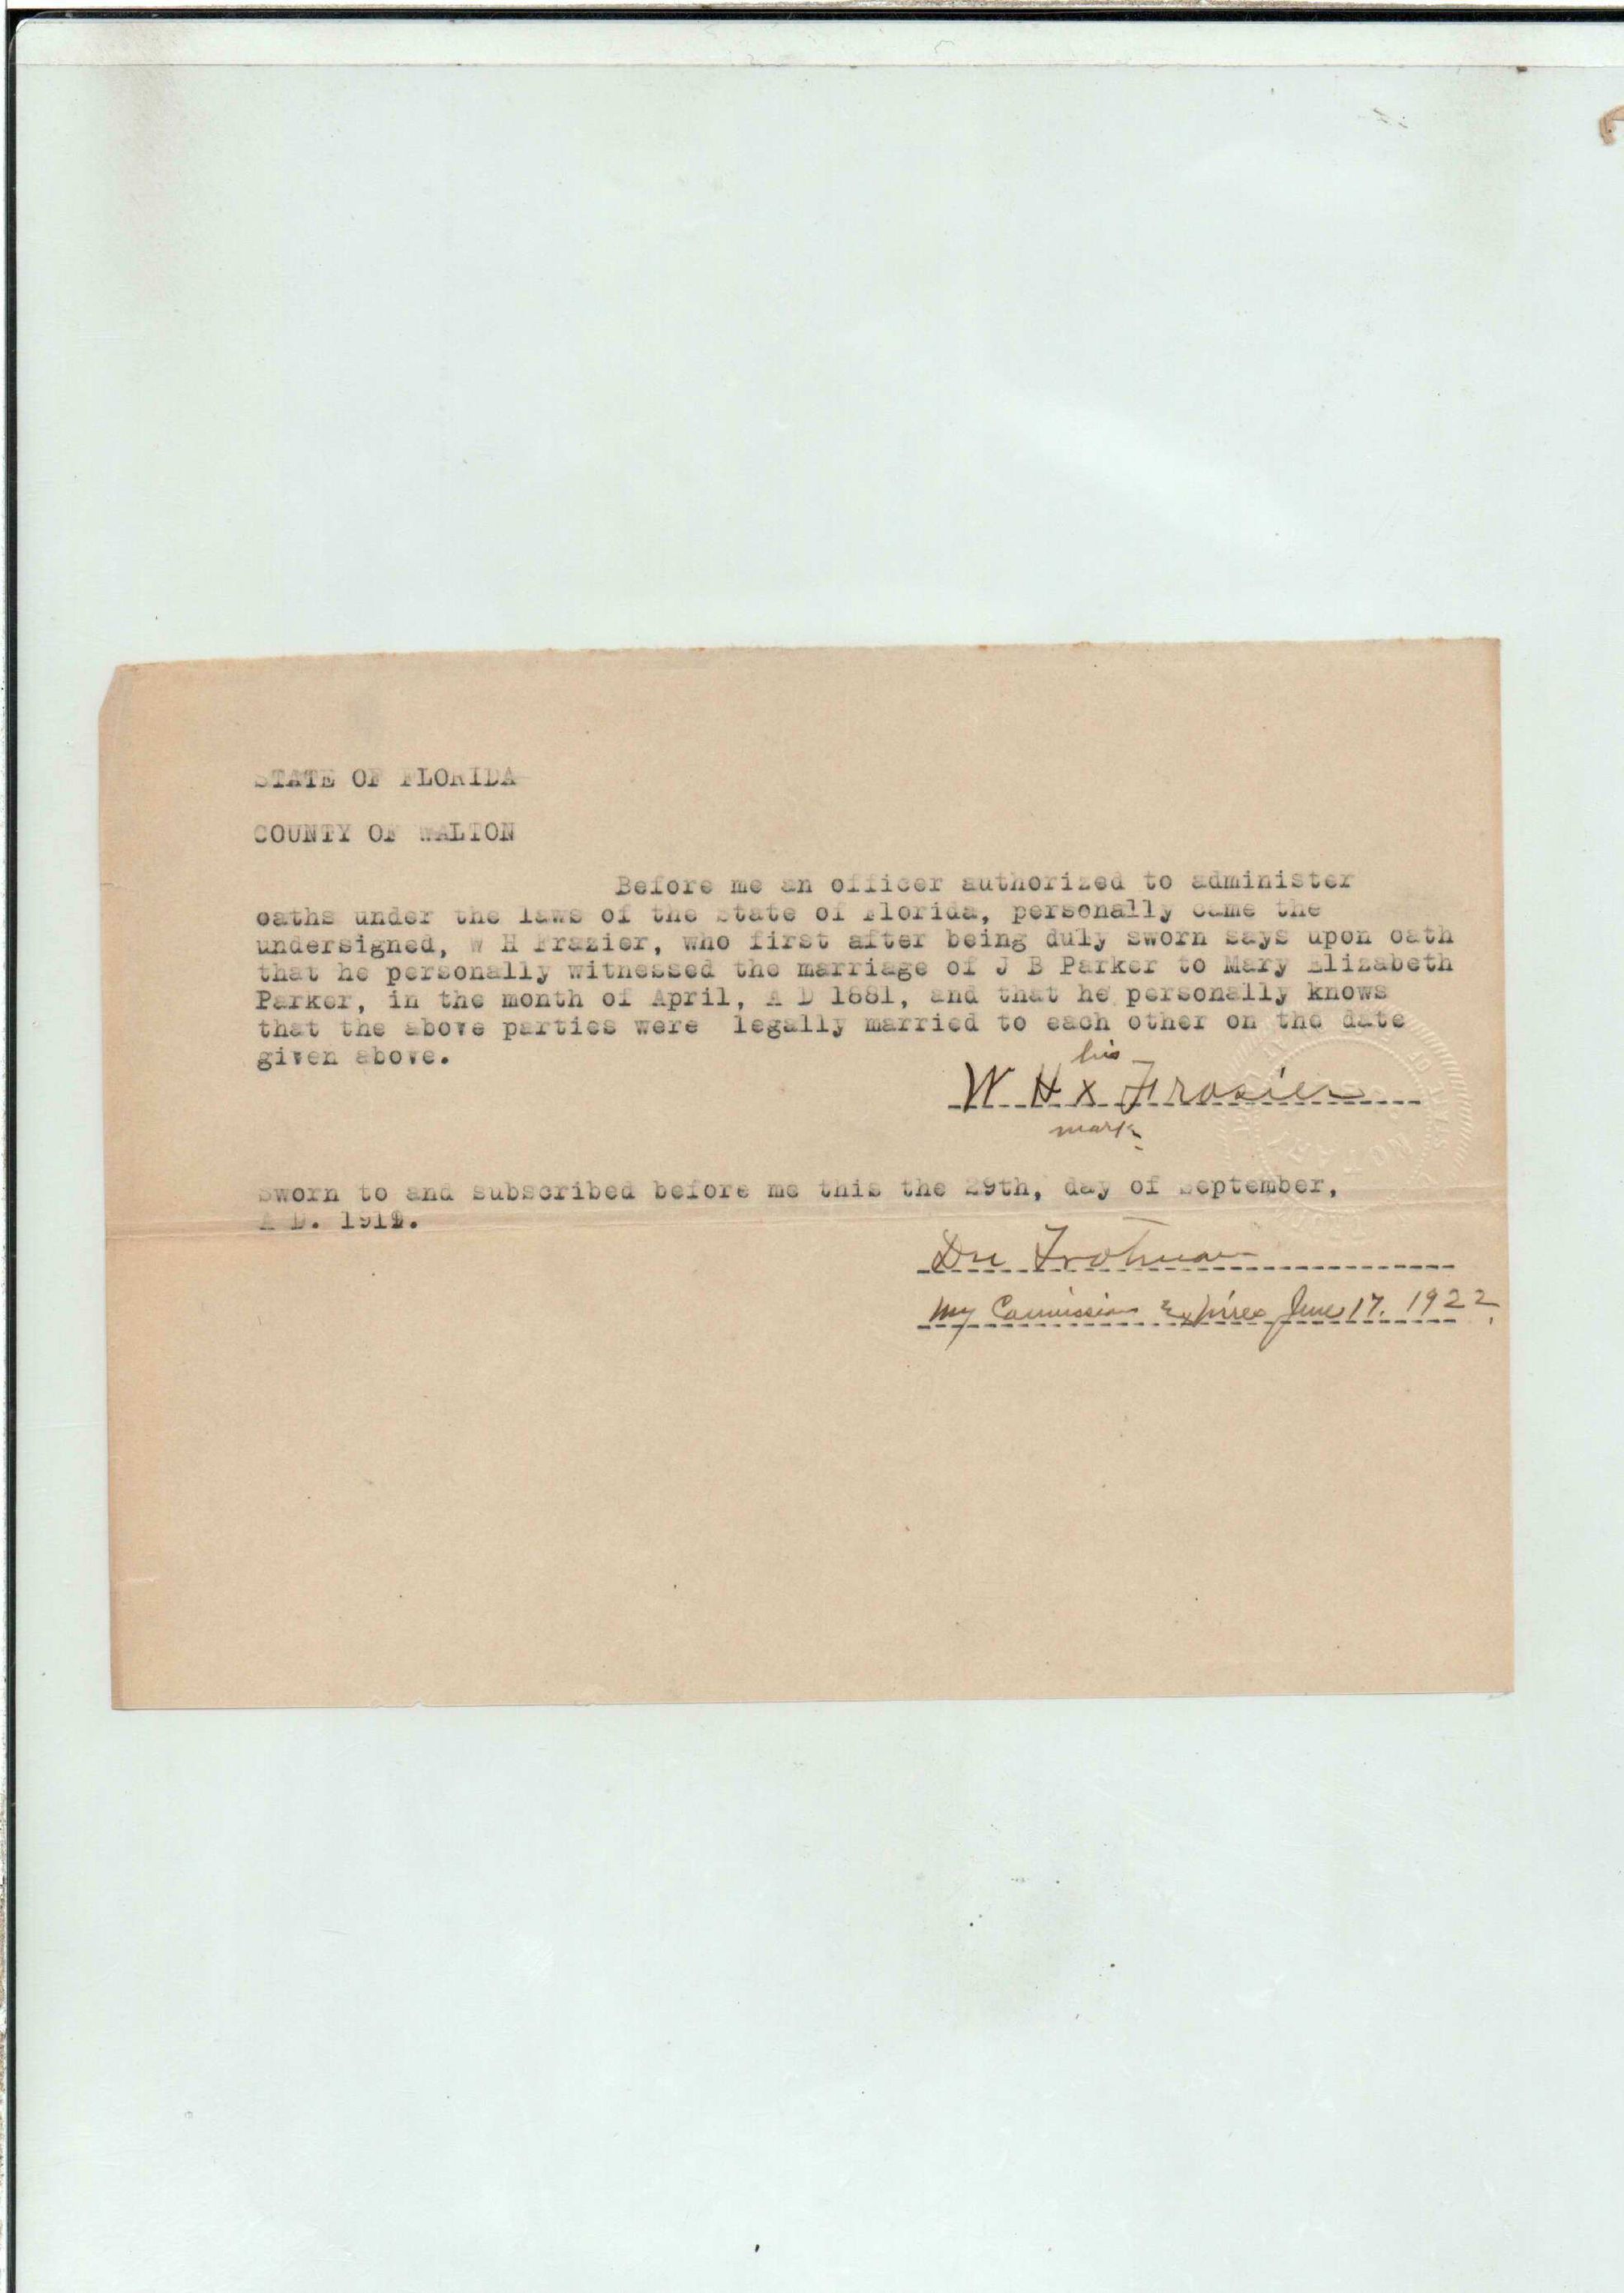 STATE OF FLORIDA
COUNTY OF WALTON
Before me an officer authorized to administer
oaths under the laws of the State of Florida, personally came the
undersigned, W H Frazier, who first after being duly sworn says upon oath
that he personally witnessed the marriage of J B Parker to Mary Elizabeth
Parker, in the month of April, A D 1881, and that he personally knows
that the above parties were legally married to each other on the date
given above.
his
W H X Frasier
mark
Sworn to and subscribed before me this the 29th, day of September,
A D.
My Commission Expires June 17. 1922.